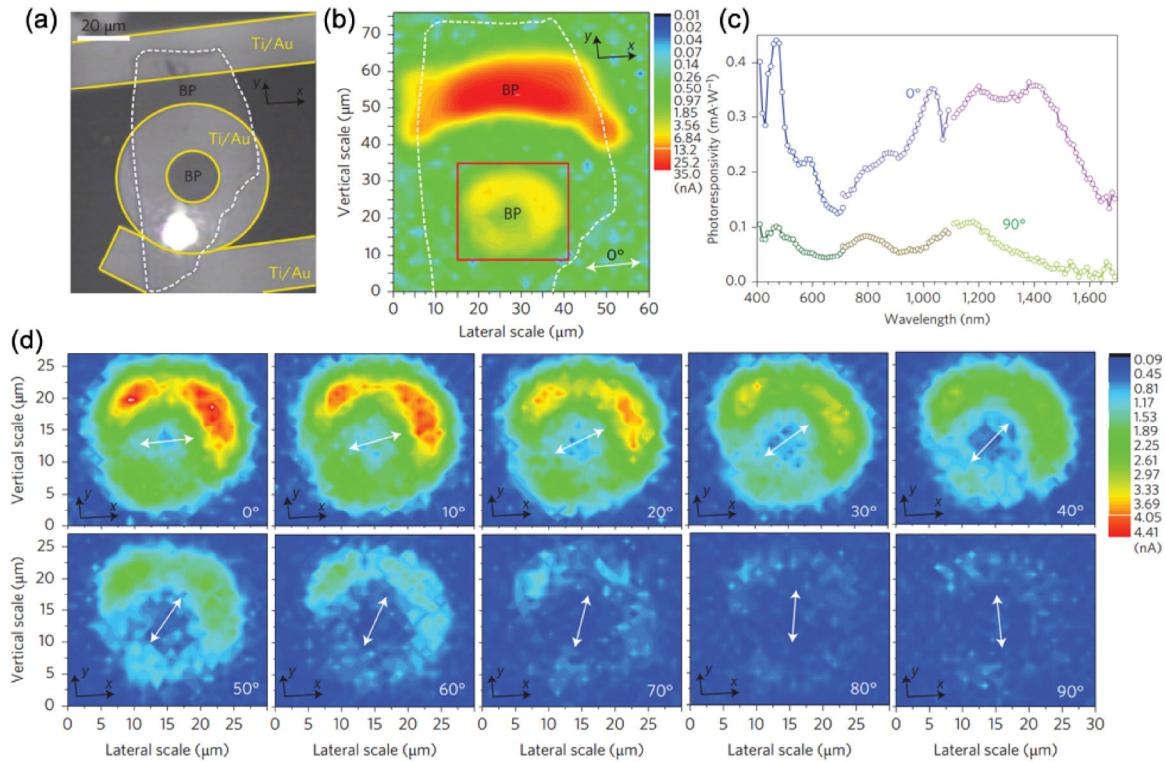 (a)
20 μm
Ti/Au
BP
y
x
Ti/Au
BP
Ti/Au
(b)
Vertical scale (μm)
70
60
50
40
30
20
10
0
BP
y
x
BP
0°
0 10 20 30 40 50 60
Lateral scale (μm)
0.01
0.02
0.04
0.07
0.14
0.26
0.50
0.97
1.85
3.56
6.84
13.2
25.2
35.0
(nA)
(c)
Photoresponsivity (mA·W⁻¹)
0.4
0.3
0.2
0.1
0.0
0°
90°
400 600 800 1,000 1,200 1,400 1,600
Wavelength (nm)
(d)
Vertical scale (μm)
25
20
15
10
5
0
y
x
0°
y
x
10°
y
x
20°
y
x
30°
y
x
40°
0.09
0.45
0.81
1.17
1.53
1.89
2.25
2.61
2.97
3.33
3.69
4.05
4.41
(nA)
Vertical scale (μm)
25
20
15
10
5
0
y
x
50°
y
x
60°
y
x
70°
y
x
80°
y
x
90°
0 5 10 15 20 25 0 5 10 15 20 25 0 5 10 15 20 25 0 5 10 15 20 25 0 5 10 15 20 25 30
Lateral scale (μm) Lateral scale (μm) Lateral scale (μm) Lateral scale (μm) Lateral scale (μm)